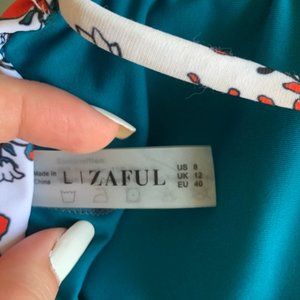 Made In
China
L | ZAFUL
US 8
UK 12
EU 40